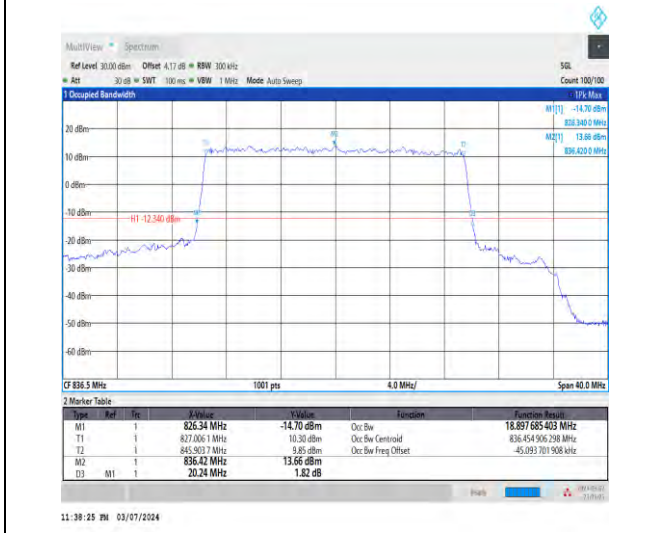 MultiView Spectrum
Ref Level 30.00 dBm Offset 4.17 dB RBW 300 kHz SGL
Att 30 dB SWT 100 ms VBW 1 MHz Mode Auto Sweep Count 100/100
1 Occupied Bandwidth 1Pk Max
M1[1] -14.70 dBm
826.340 0 MHz
M2[1] 13.66 dBm
836.420 0 MHz
20 dBm
10 dBm
0 dBm
-10 dBm
H1 -12.340 dBm
-20 dBm
-30 dBm
-40 dBm
-50 dBm
-60 dBm
CF 836.5 MHz 1001 pts 4.0 MHz/ Span 40.0 MHz
2 Marker Table
Type Ref Trc X-Value Y-Value Function Function Result
M1 1 826.34 MHz -14.70 dBm Occ Bw 18.897 685 403 MHz
T1 1 827.006 1 MHz 10.30 dBm Occ Bw Centroid 836.454 906 298 MHz
T2 1 845.903 7 MHz 9.85 dBm Occ Bw Freq Offset -45.093 701 908 kHz
M2 1 836.42 MHz 13.66 dBm
D3 M1 1 20.24 MHz 1.82 dB
Ready
11:38:25 PM 03/07/2024